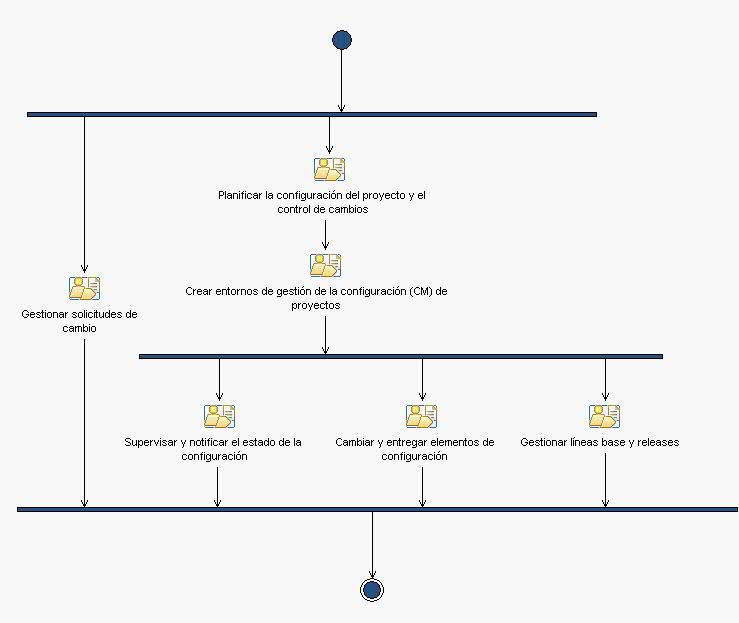 Planificar la configuración del proyecto y el
control de cambios
Crear entornos de gestión de la configuración (CM) de
proyectos
Gestionar solicitudes de
cambio
Supervisar y notificar el estado de la
configuración
Cambiar y entregar elementos de
configuración
Gestionar líneas base y releases